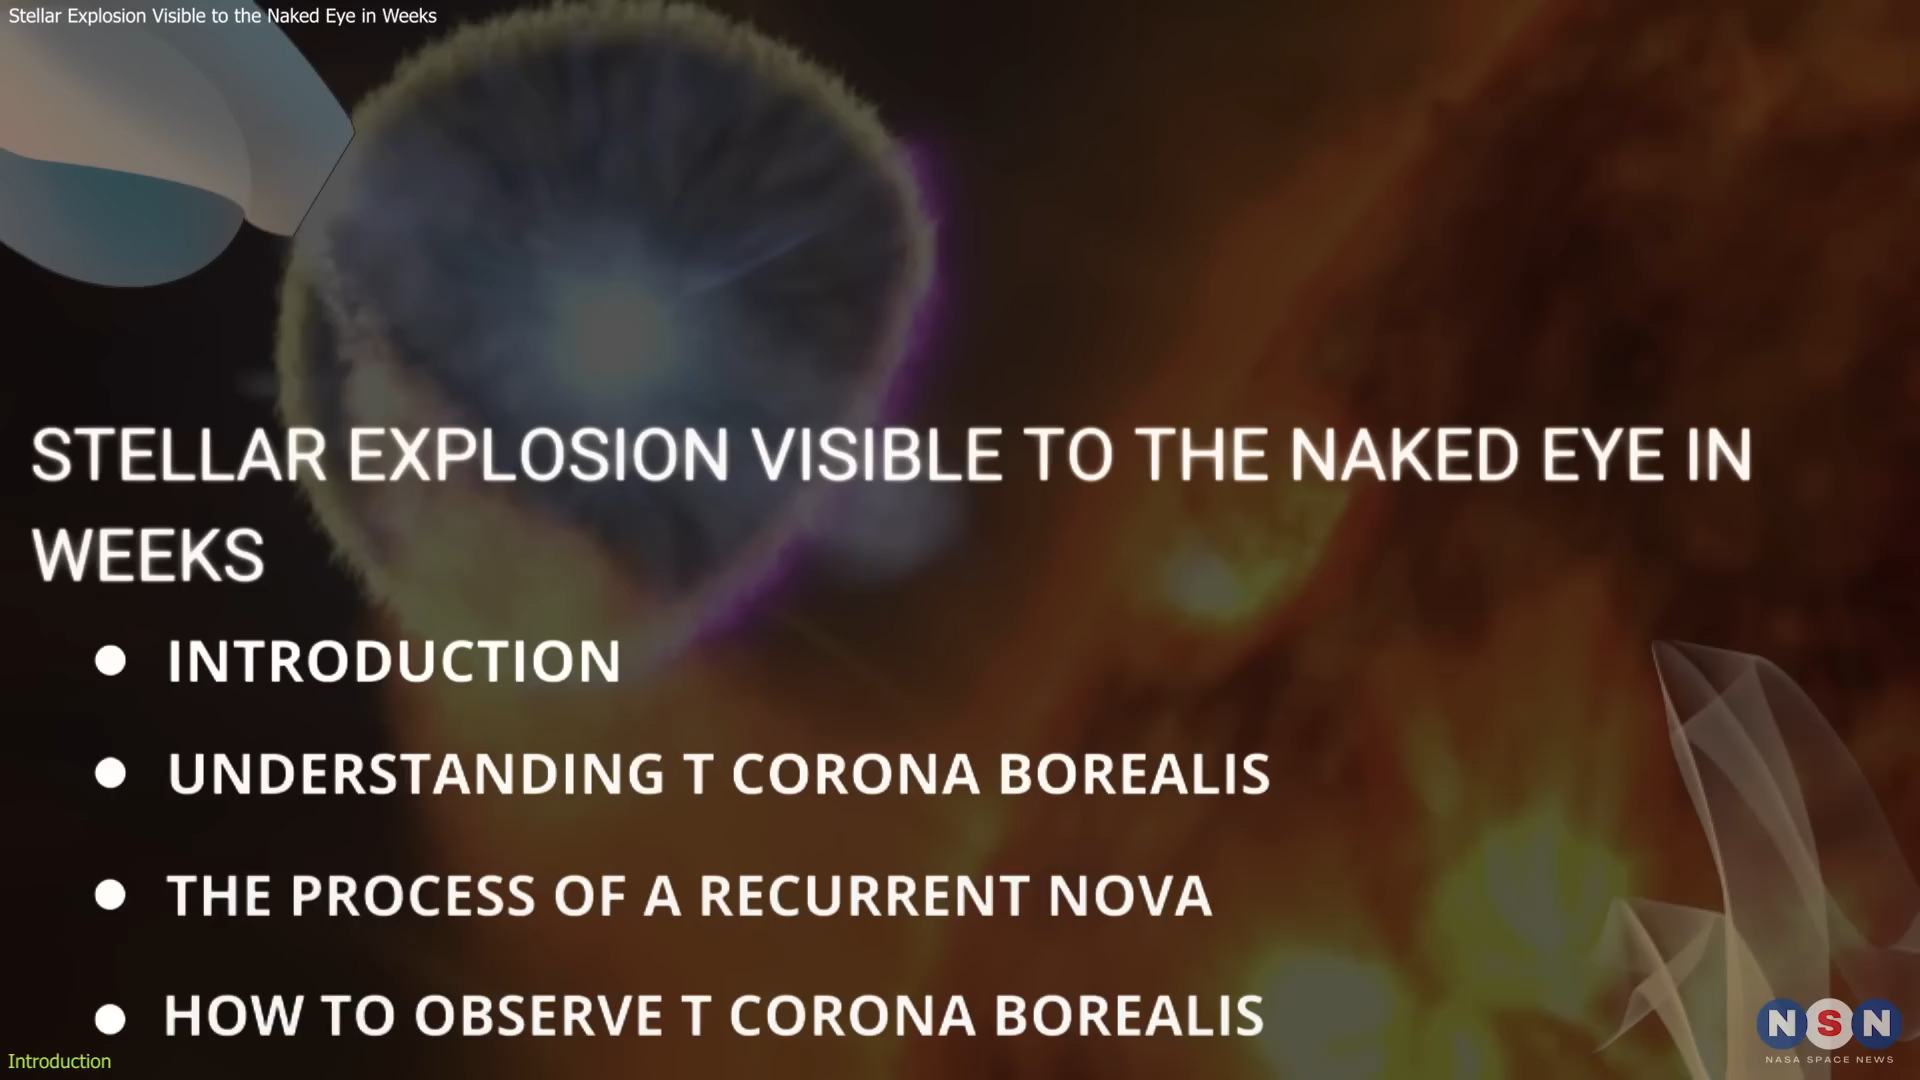 Stellar Explosion Visible to the Naked Eye in Weeks
STELLAR EXPLOSION VISIBLE TO THE NAKED EYE IN
WEEKS
● INTRODUCTION
● UNDERSTANDING T CORONA BOREALIS
● THE PROCESS OF A RECURRENT NOVA
● HOW TO OBSERVE T CORONA BOREALIS
Introduction
NSN
NASA SPACE NEWS